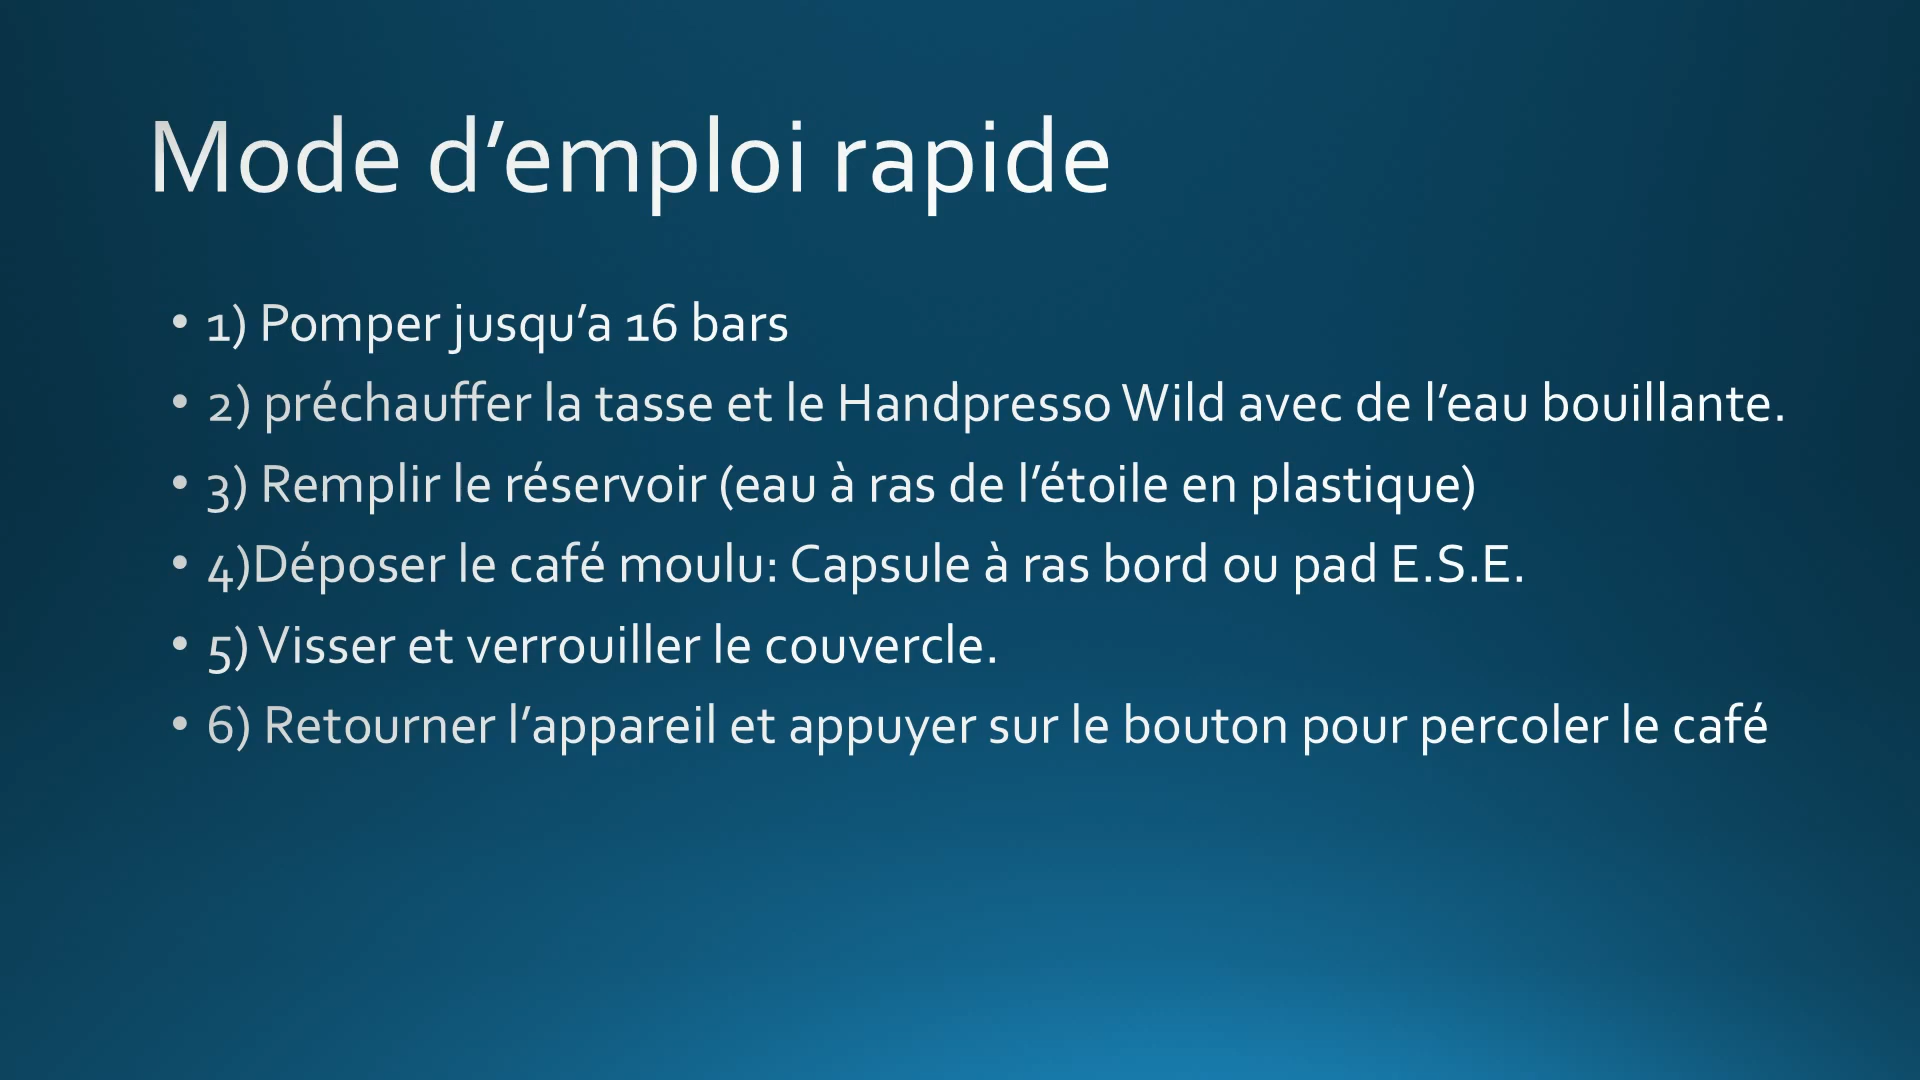 Mode d’emploi rapide
• 1) Pomper jusqu’a 16 bars
• 2) préchauffer la tasse et le Handpresso Wild avec de l’eau bouillante.
• 3) Remplir le réservoir (eau à ras de l’étoile en plastique)
• 4)Déposer le café moulu: Capsule à ras bord ou pad E.S.E.
• 5) Visser et verrouiller le couvercle.
• 6) Retourner l’appareil et appuyer sur le bouton pour percoler le café